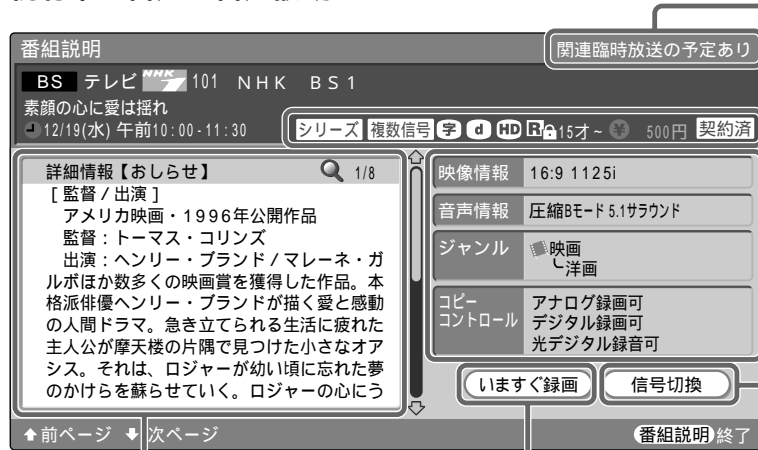 番組説明
関連臨時放送の予定あり
BS テレビ NHK 101 NHK BS1
素顔の心に愛は揺れ
12/19(水) 午前10:00-11:30
シリーズ 複数信号 字 d HD R 15才~ ¥ 500円 契約済
詳細情報【おしらせ】 1/8
[監督/出演]
アメリカ映画・1996年公開作品
監督:トーマス・コリンズ
出演:ヘンリー・ブランド/マレーネ・ガ
ルボほか数多くの映画賞を獲得した作品。本
格派俳優ヘンリー・ブランドが描く愛と感動
の人間ドラマ。急き立てられる生活に疲れた
主人公が摩天楼の片隅で見つけた小さなオア
シス。それは、ロジャーが幼い頃に忘れた夢
のかけらを蘇らせていく。ロジャーの心にう
映像情報 16:9 1125i
音声情報 圧縮Bモード 5.1サラウンド
ジャンル 映画
洋画
コピー
コントロール
アナログ録画可
デジタル録画可
光デジタル録音可
いますぐ録画 信号切換
前ページ 次ページ
番組説明 終了